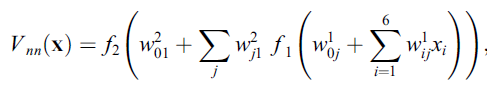 $V_{nn}(\mathbf{x}) = f_2\left(w_{01}^2 + \sum_j w_{j1}^2 \, f_1\left(w_{0j}^1 + \sum_{i=1}^{6} w_{ij}^1 x_i\right)\right),$